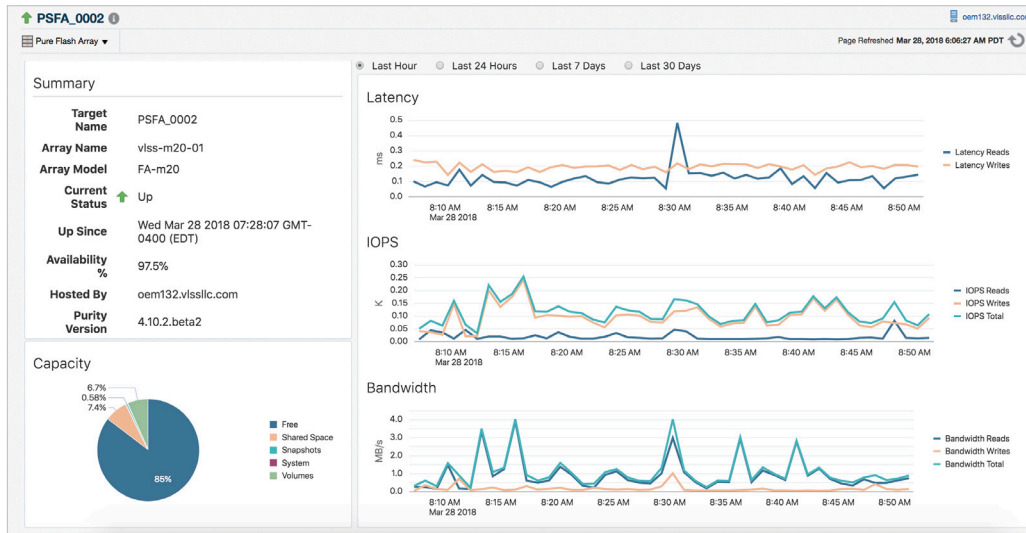 PSFA_0002
oem132.vlssllc.com
Pure Flash Array
Page Refreshed Mar 28, 2018 6:06:27 AM PDT
Last Hour Last 24 Hours Last 7 Days Last 30 Days
Summary
Target Name PSFA_0002
Array Name vlss-m20-01
Array Model FA-m20
Current Status Up
Up Since Wed Mar 28 2018 07:28:07 GMT-
0400 (EDT)
Availability % 97.5%
Hosted By oem132.vlssllc.com
Purity Version 4.10.2.beta2
Capacity
6.7%
0.58%
7.4%
85%
Free
Shared Space
Snapshots
System
Volumes
Latency
ms
0.5
0.4
0.3
0.2
0.1
0.0
8:10 AM 8:15 AM 8:20 AM 8:25 AM 8:30 AM 8:35 AM 8:40 AM 8:45 AM 8:50 AM
Mar 28 2018
Latency Reads
Latency Writes
IOPS
K
0.30
0.25
0.20
0.15
0.10
0.05
0.00
8:10 AM 8:15 AM 8:20 AM 8:25 AM 8:30 AM 8:35 AM 8:40 AM 8:45 AM 8:50 AM
Mar 28 2018
IOPS Reads
IOPS Writes
IOPS Total
Bandwidth
MB/s
4.0
3.0
2.0
1.0
0.0
8:10 AM 8:15 AM 8:20 AM 8:25 AM 8:30 AM 8:35 AM 8:40 AM 8:45 AM 8:50 AM
Mar 28 2018
Bandwidth Reads
Bandwidth Writes
Bandwidth Total